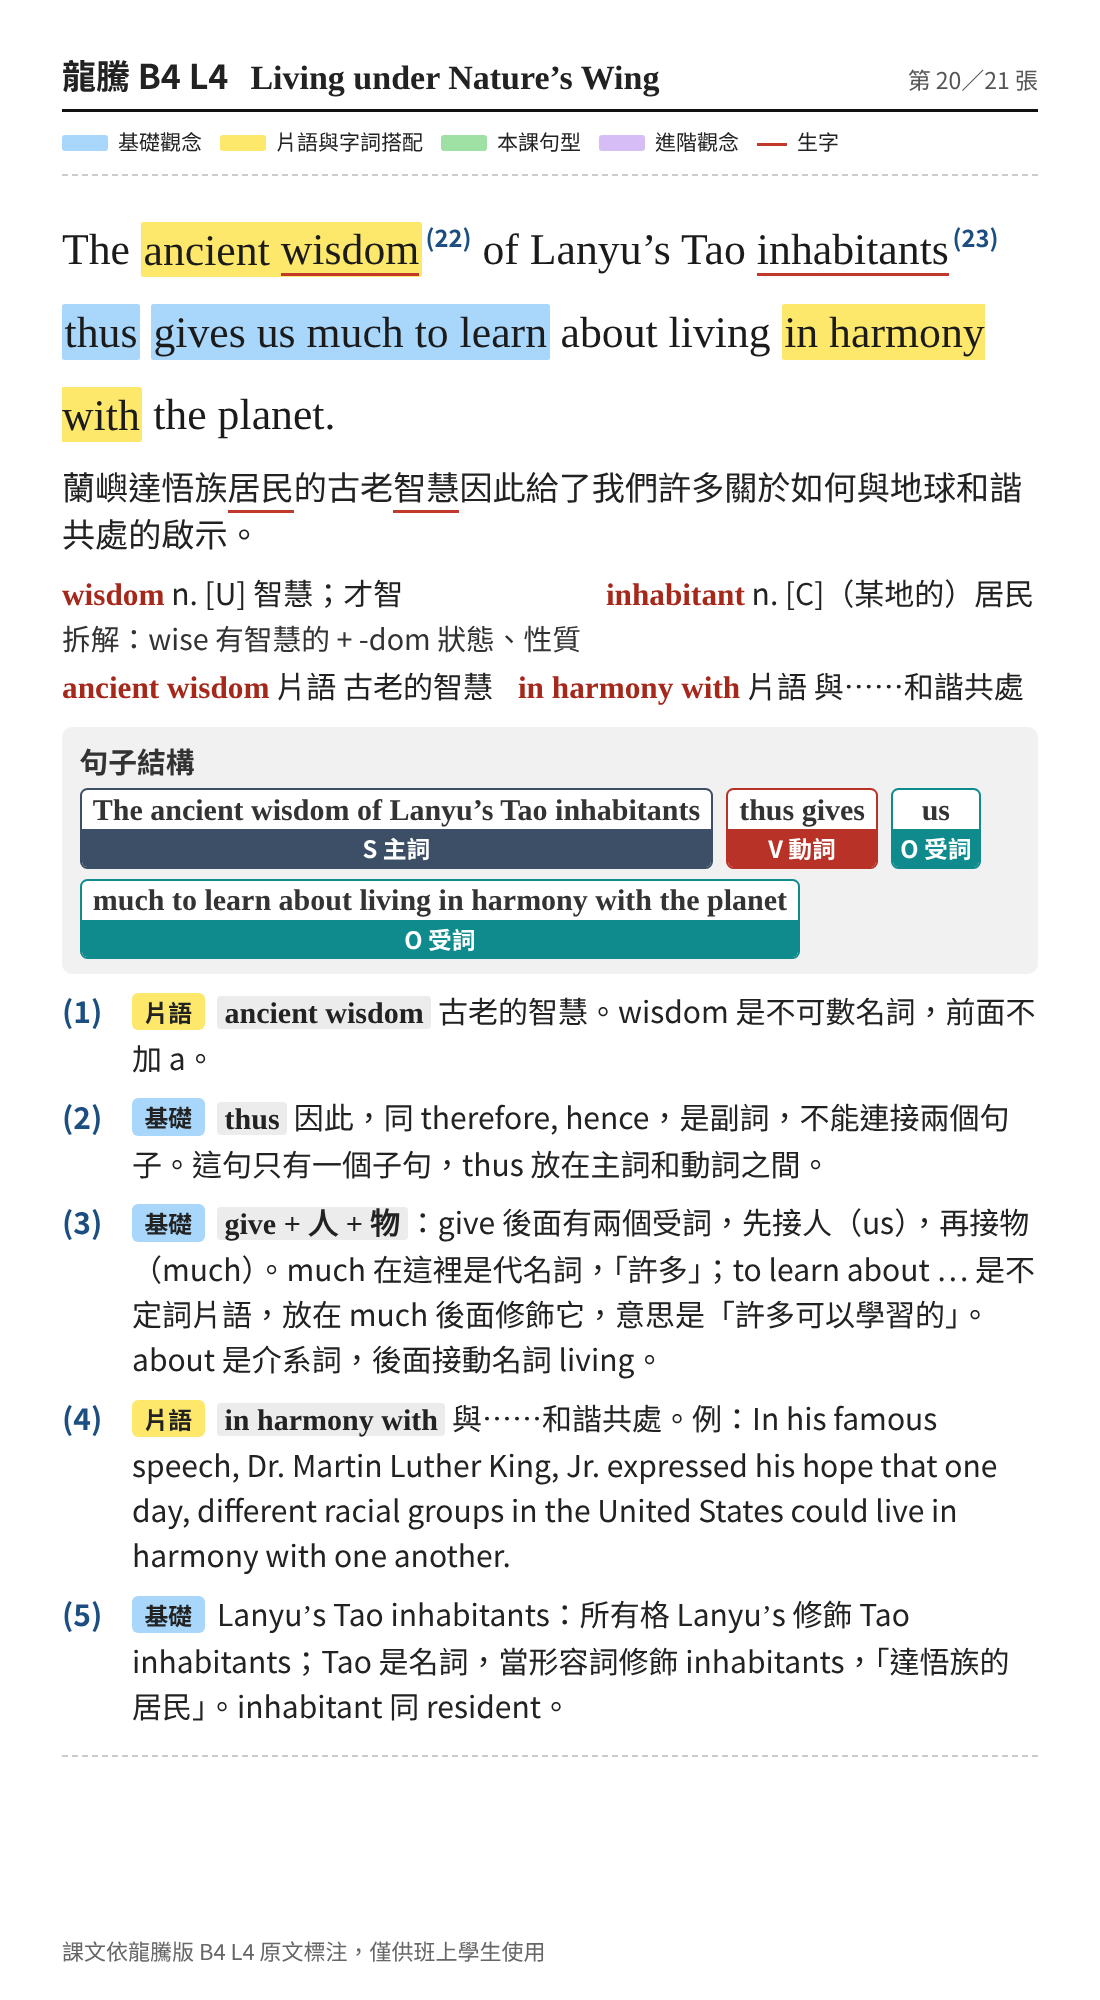 龍騰 B4 L4 Living under Nature’s Wing 第 20／21 張
基礎觀念 片語與字詞搭配 本課句型 進階觀念 生字
The ancient wisdom(22) of Lanyu’s Tao inhabitants(23)
thus gives us much to learn about living in harmony
with the planet.
蘭嶼達悟族居民的古老智慧因此給了我們許多關於如何與地球和諧
共處的啟示。
wisdom n. [U] 智慧；才智 inhabitant n. [C]（某地的）居民
拆解：wise 有智慧的 + -dom 狀態、性質
ancient wisdom 片語 古老的智慧 in harmony with 片語 與⋯⋯和諧共處
句子結構
The ancient wisdom of Lanyu’s Tao inhabitants thus gives us
S 主詞 V 動詞 O 受詞
much to learn about living in harmony with the planet
O 受詞
(1) 片語 ancient wisdom 古老的智慧。wisdom 是不可數名詞，前面不
加 a。
(2) 基礎 thus 因此，同 therefore, hence，是副詞，不能連接兩個句
子。這句只有一個子句，thus 放在主詞和動詞之間。
(3) 基礎 give + 人 + 物：give 後面有兩個受詞，先接人（us），再接物
（much）。much 在這裡是代名詞，「許多」；to learn about … 是不
定詞片語，放在 much 後面修飾它，意思是「許多可以學習的」。
about 是介系詞，後面接動名詞 living。
(4) 片語 in harmony with 與⋯⋯和諧共處。例：In his famous
speech, Dr. Martin Luther King, Jr. expressed his hope that one
day, different racial groups in the United States could live in
harmony with one another.
(5) 基礎 Lanyu’s Tao inhabitants：所有格 Lanyu’s 修飾 Tao
inhabitants；Tao 是名詞，當形容詞修飾 inhabitants，「達悟族的
居民」。inhabitant 同 resident。
課文依龍騰版 B4 L4 原文標注，僅供班上學生使用